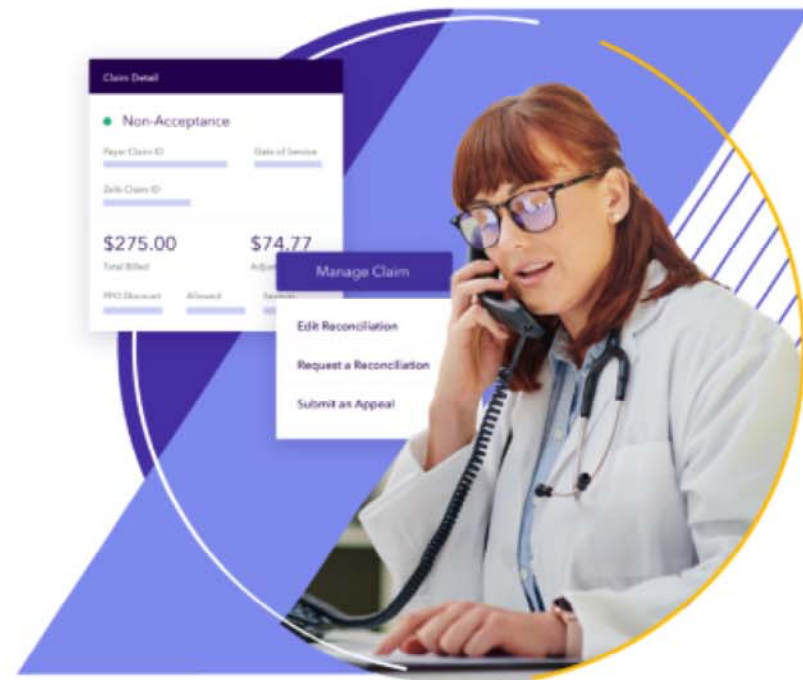 Claim Detail
Non-Acceptance
Payer Claim ID Date of Service
Zelis Claim ID
$275.00 $74.77
Total Billed
PPO Discount Allowed
Manage Claim
Edit Reconciliation
Request a Reconciliation
Submit an Appeal